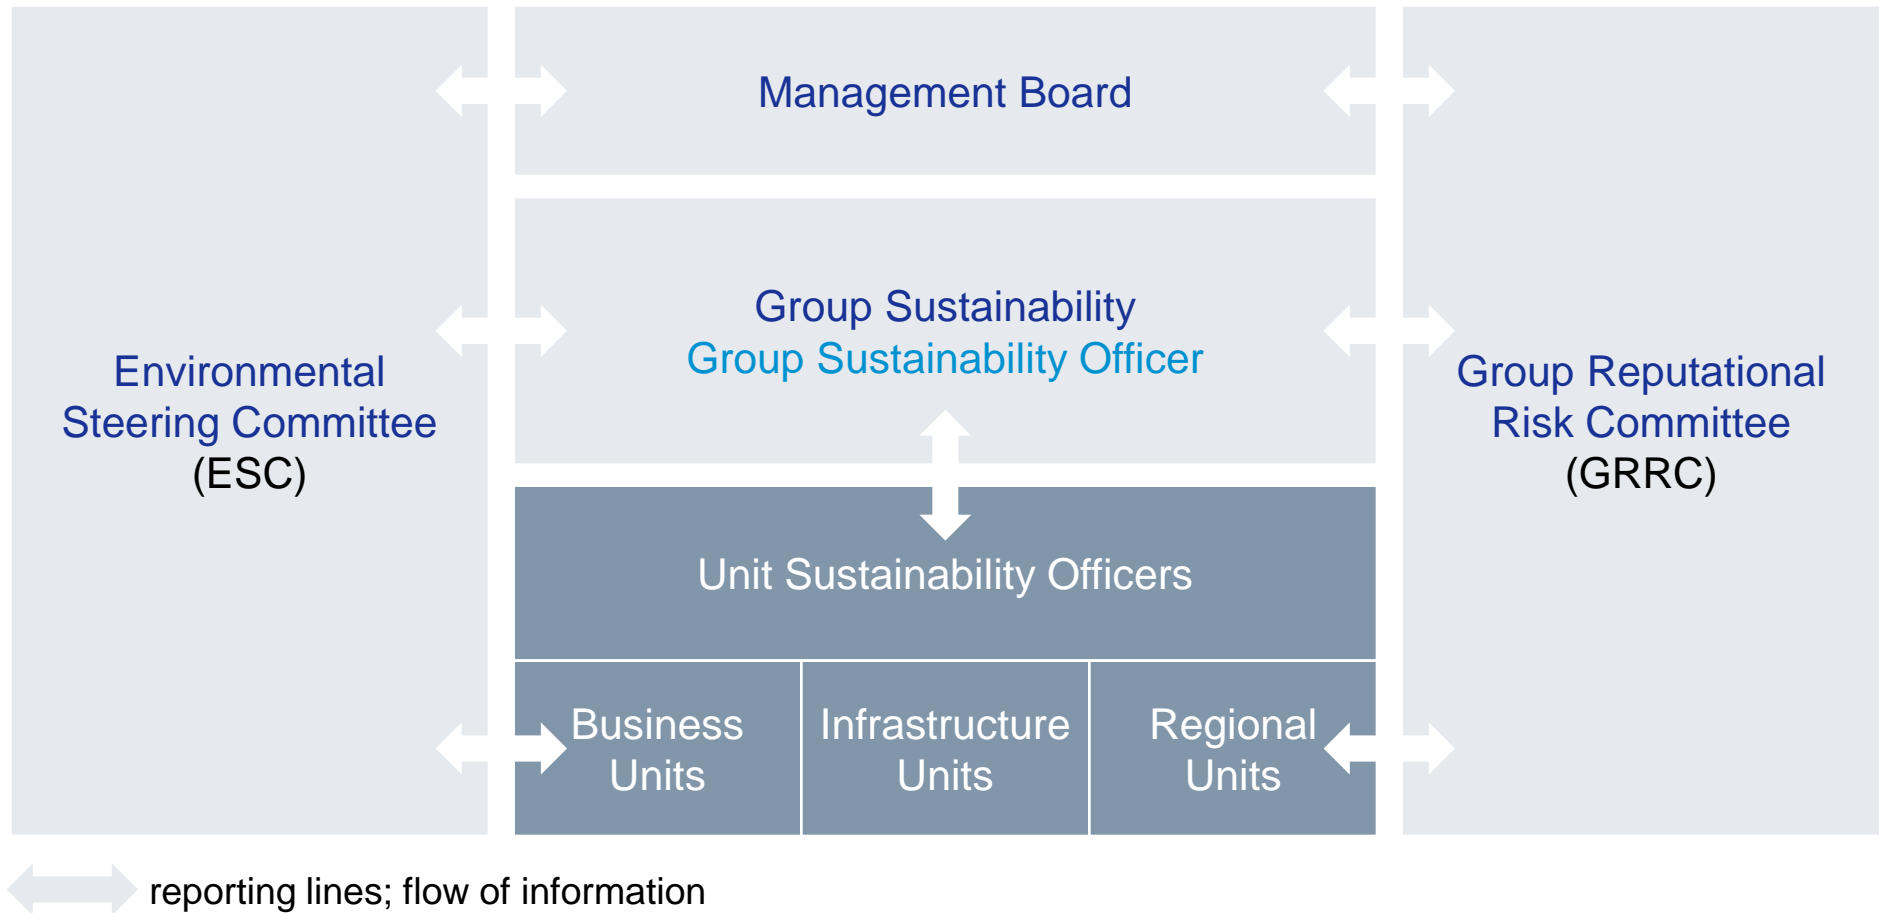 Management Board
Group Sustainability
Group Sustainability Officer
Environmental
Steering Committee
(ESC)
Group Reputational
Risk Committee
(GRRC)
Unit Sustainability Officers
Business
Units
Infrastructure
Units
Regional
Units
reporting lines; flow of information